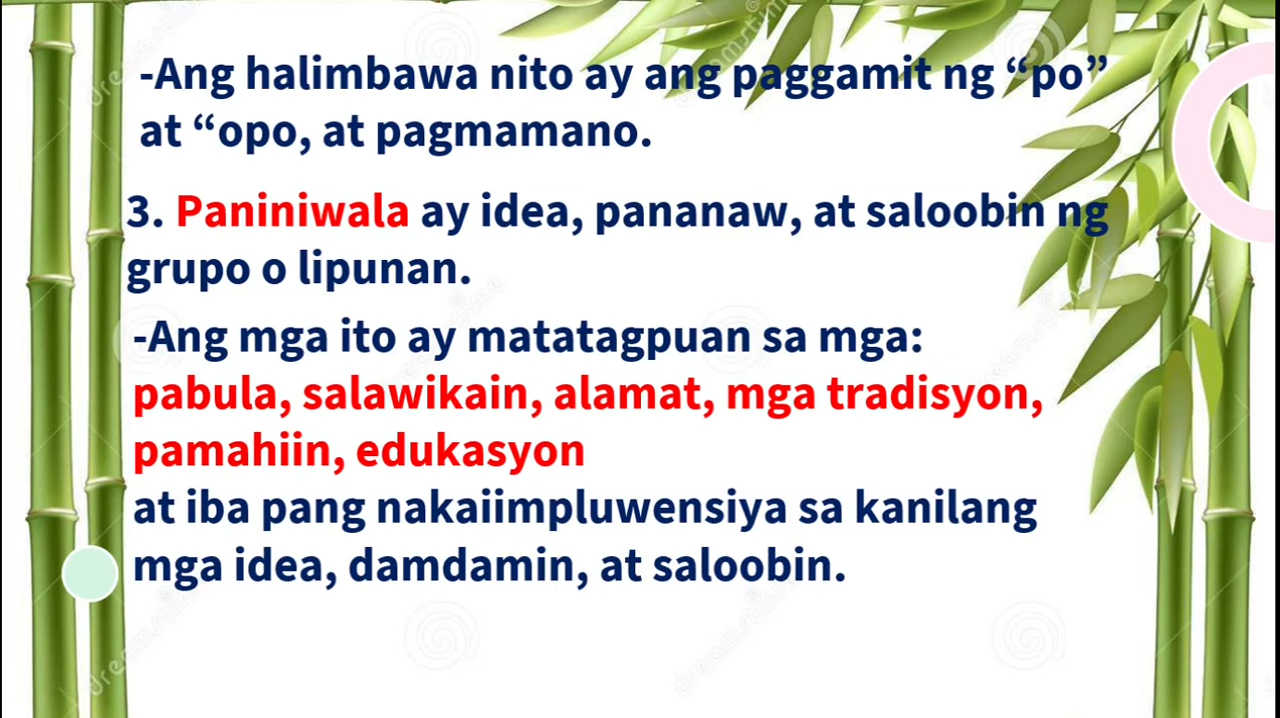 -Ang halimbawa nito ay ang paggamit ng “po”
at “opo, at pagmamano.
3. Paniniwala ay idea, pananaw, at saloobin ng
grupo o lipunan.
-Ang mga ito ay matatagpuan sa mga:
pabula, salawikain, alamat, mga tradisyon,
pamahiin, edukasyon
at iba pang nakaiimpluwensiya sa kanilang
mga idea, damdamin, at saloobin.